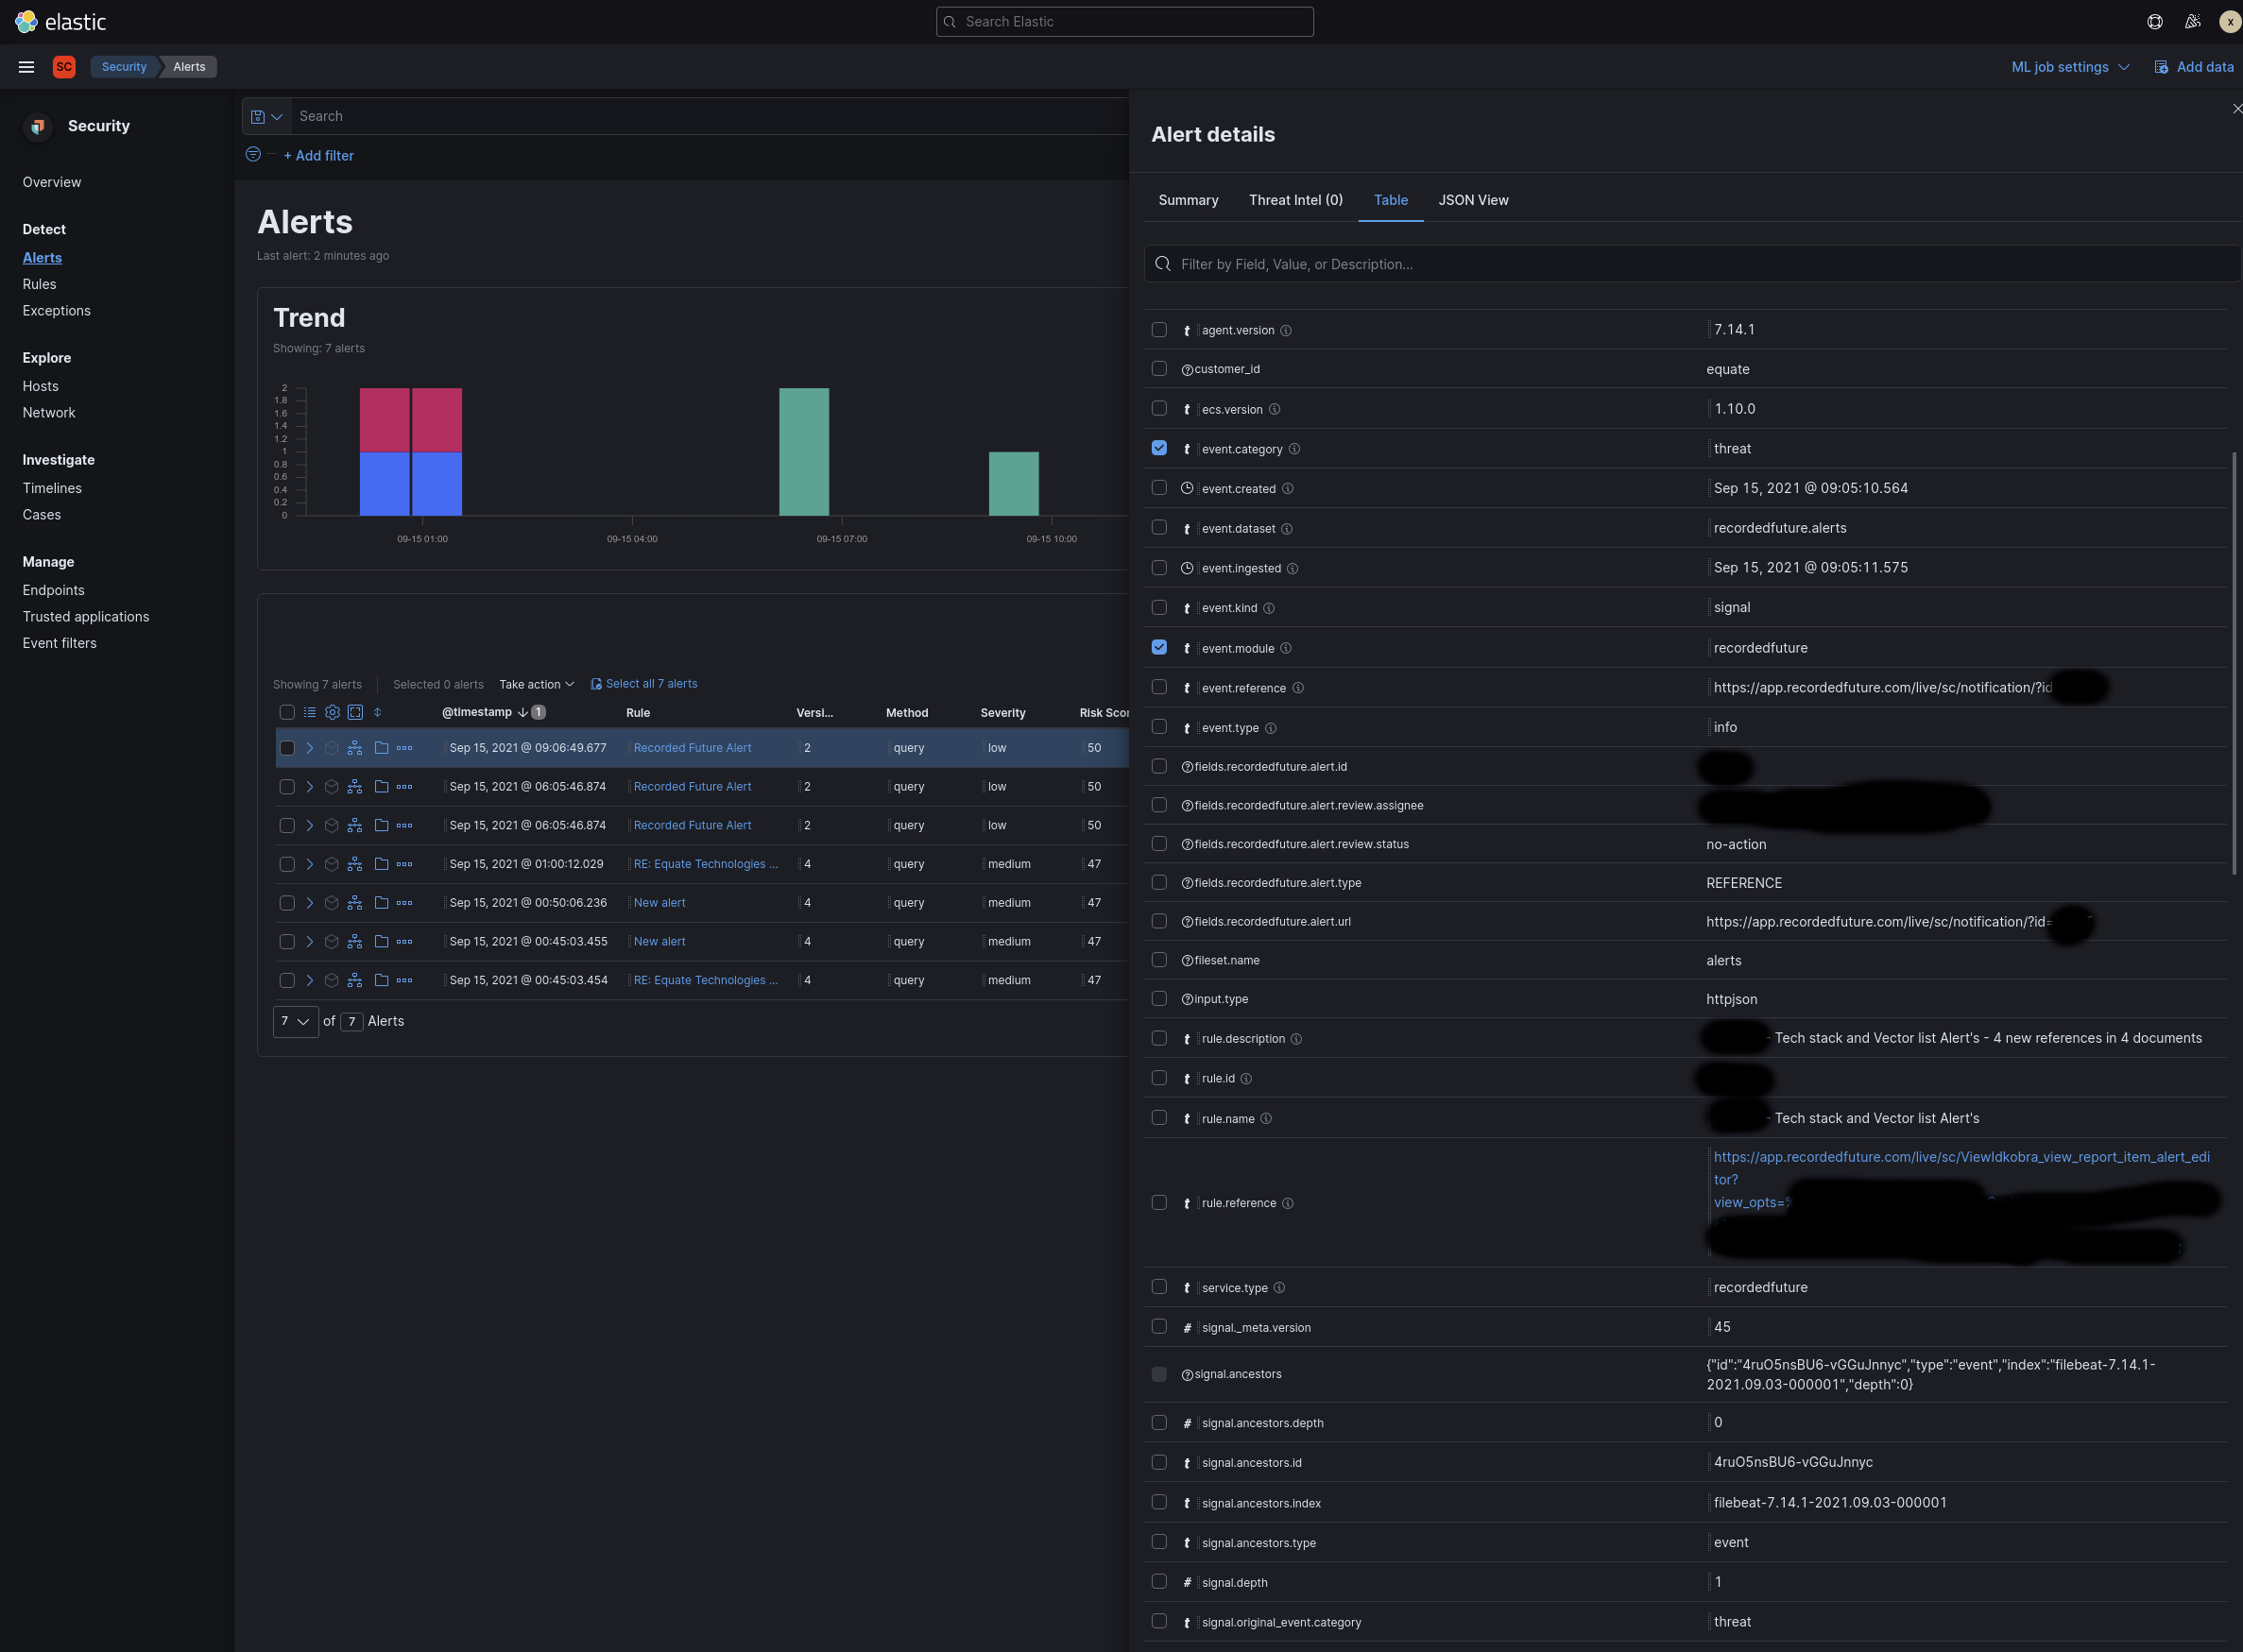 elastic
Search Elastic
x
SC
Security
Alerts
ML job settings
Add data
Security
Overview
Detect
Alerts
Rules
Exceptions
Explore
Hosts
Network
Investigate
Timelines
Cases
Manage
Endpoints
Trusted applications
Event filters
Search
+ Add filter
Alerts
Last alert: 2 minutes ago
Trend
Showing: 7 alerts
2
1.8
1.6
1.4
1.2
1
0.8
0.6
0.4
0.2
0
09-15 01:00 09-15 04:00 09-15 07:00 09-15 10:00
Showing 7 alerts Selected 0 alerts Take action Select all 7 alerts
@timestamp 1 Rule Versi... Method Severity Risk Scor
Sep 15, 2021 @ 09:06:49.677 Recorded Future Alert 2 query low 50
Sep 15, 2021 @ 06:05:46.874 Recorded Future Alert 2 query low 50
Sep 15, 2021 @ 06:05:46.874 Recorded Future Alert 2 query low 50
Sep 15, 2021 @ 01:00:12.029 RE: Equate Technologies ... 4 query medium 47
Sep 15, 2021 @ 00:50:06.236 New alert 4 query medium 47
Sep 15, 2021 @ 00:45:03.455 New alert 4 query medium 47
Sep 15, 2021 @ 00:45:03.454 RE: Equate Technologies ... 4 query medium 47
7 of 7 Alerts
Alert details
Summary Threat Intel (0) Table JSON View
Filter by Field, Value, or Description...
t agent.version 7.14.1
customer_id equate
t ecs.version 1.10.0
t event.category threat
event.created Sep 15, 2021 @ 09:05:10.564
t event.dataset recordedfuture.alerts
event.ingested Sep 15, 2021 @ 09:05:11.575
t event.kind signal
t event.module recordedfuture
t event.reference https://app.recordedfuture.com/live/sc/notification/?id
t event.type info
fields.recordedfuture.alert.id
fields.recordedfuture.alert.review.assignee
fields.recordedfuture.alert.review.status no-action
fields.recordedfuture.alert.type REFERENCE
fields.recordedfuture.alert.url https://app.recordedfuture.com/live/sc/notification/?id=
fileset.name alerts
input.type httpjson
t rule.description - Tech stack and Vector list Alert's - 4 new references in 4 documents
t rule.id
t rule.name - Tech stack and Vector list Alert's
https://app.recordedfuture.com/live/sc/ViewIdkobra_view_report_item_alert_edi
tor?
t rule.reference view_opts=%
t service.type recordedfuture
# signal._meta.version 45
signal.ancestors {"id":"4ruO5nsBU6-vGGuJnnyc","type":"event","index":"filebeat-7.14.1-
2021.09.03-000001","depth":0}
# signal.ancestors.depth 0
t signal.ancestors.id 4ruO5nsBU6-vGGuJnnyc
t signal.ancestors.index filebeat-7.14.1-2021.09.03-000001
t signal.ancestors.type event
# signal.depth 1
t signal.original_event.category threat